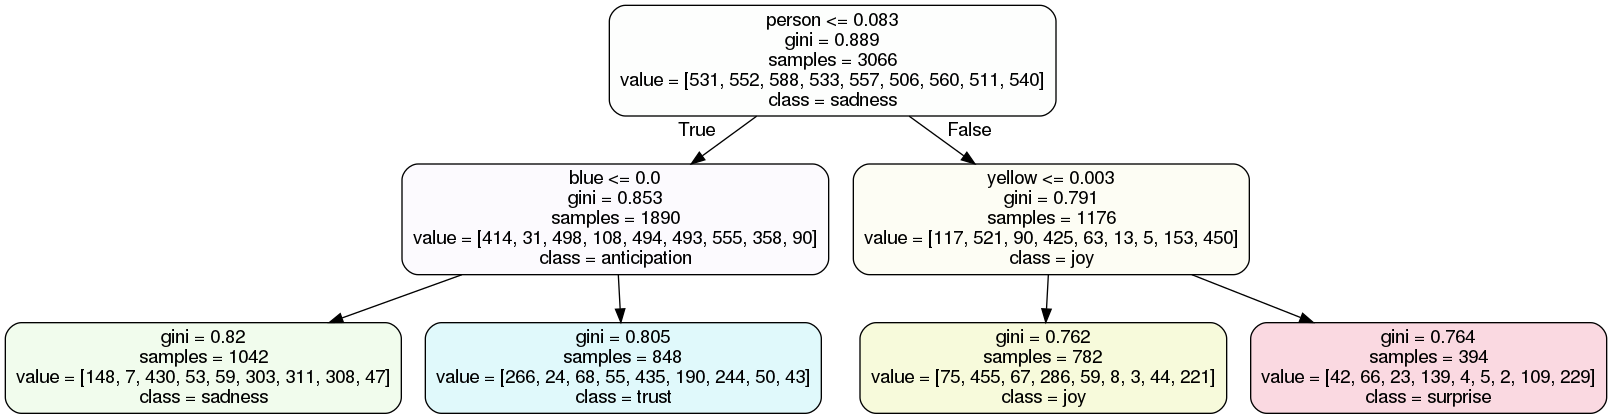 person <= 0.083
gini = 0.889
samples = 3066
value = [531, 552, 588, 533, 557, 506, 560, 511, 540]
class = sadness
True
False
blue <= 0.0
gini = 0.853
samples = 1890
value = [414, 31, 498, 108, 494, 493, 555, 358, 90]
class = anticipation
yellow <= 0.003
gini = 0.791
samples = 1176
value = [117, 521, 90, 425, 63, 13, 5, 153, 450]
class = joy
gini = 0.82
samples = 1042
value = [148, 7, 430, 53, 59, 303, 311, 308, 47]
class = sadness
gini = 0.805
samples = 848
value = [266, 24, 68, 55, 435, 190, 244, 50, 43]
class = trust
gini = 0.762
samples = 782
value = [75, 455, 67, 286, 59, 8, 3, 44, 221]
class = joy
gini = 0.764
samples = 394
value = [42, 66, 23, 139, 4, 5, 2, 109, 229]
class = surprise